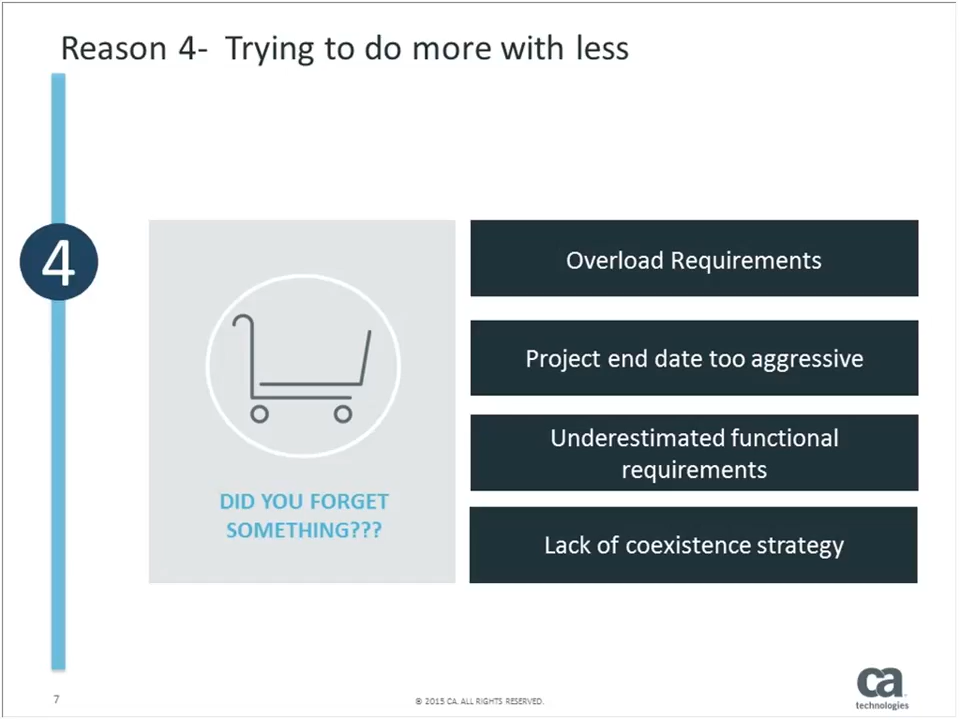 Reason 4-  Trying to do more with less
4
DID YOU FORGET
SOMETHING???
Overload Requirements
Project end date too aggressive
Underestimated functional
requirements
Lack of coexistence strategy
7
© 2015 CA. ALL RIGHTS RESERVED.
ca
technologies